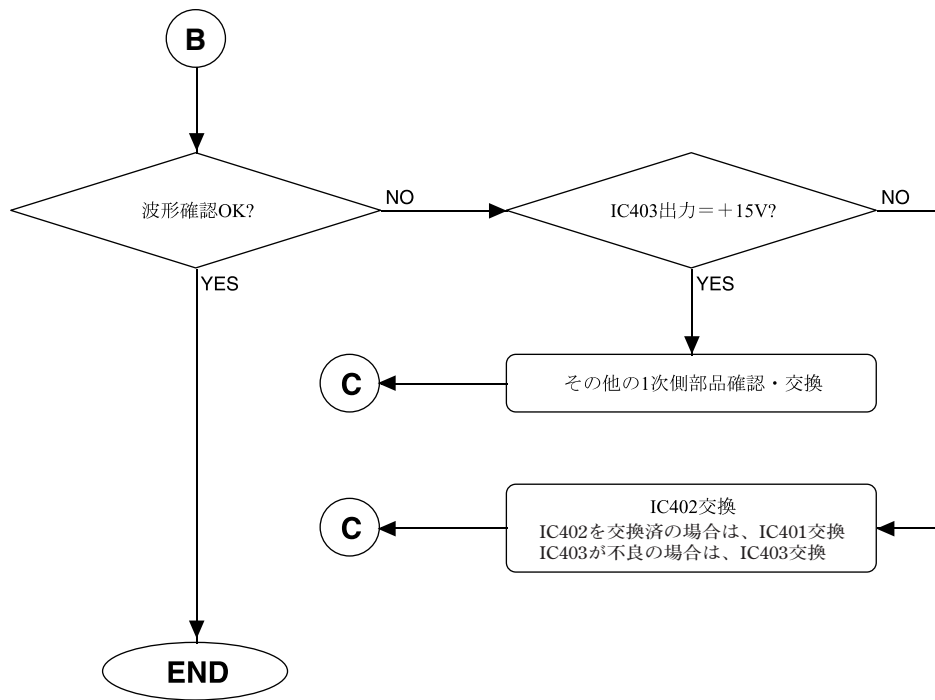 B
波形確認OK?
NO
IC403出力＝＋15V?
NO
YES
YES
C
その他の1次側部品確認・交換
C
IC402交換
IC402を交換済の場合は、IC401交換
IC403が不良の場合は、IC403交換
END